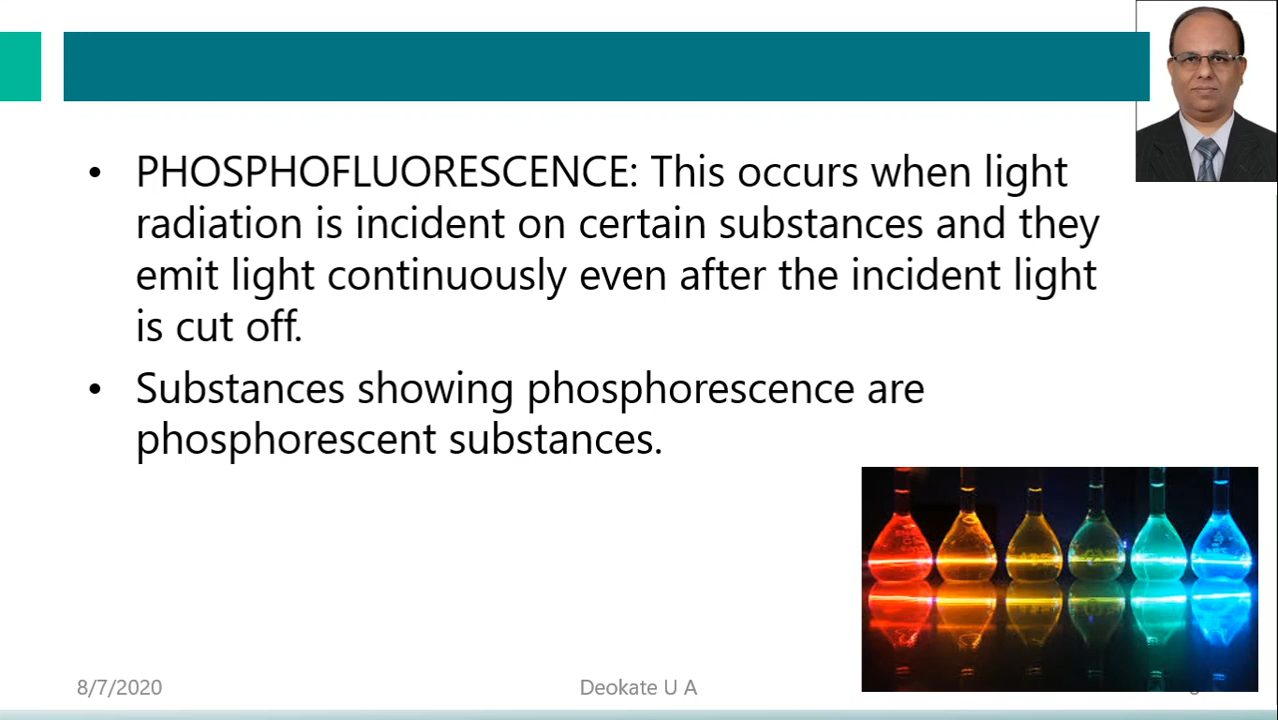 • PHOSPHOFLUORESCENCE: This occurs when light
radiation is incident on certain substances and they
emit light continuously even after the incident light
is cut off.
• Substances showing phosphorescence are
phosphorescent substances.
8/7/2020
Deokate U A